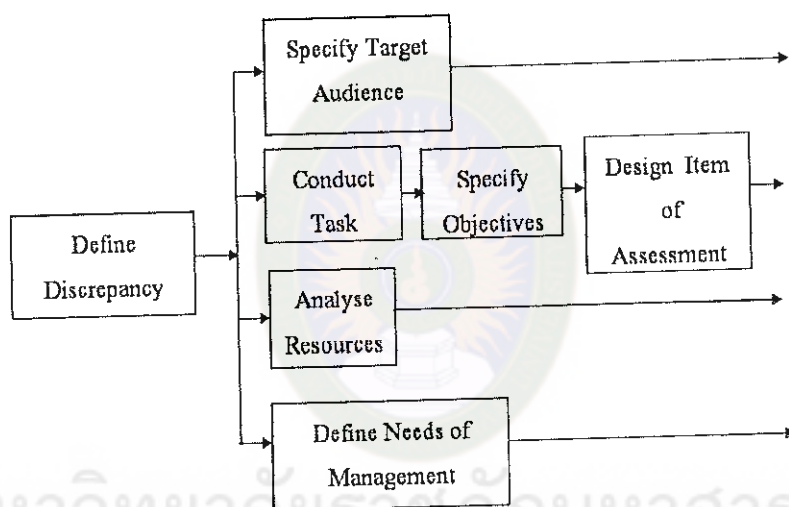 Specify Target
Audience
Conduct
Task
Specify
Objectives
Design Item
of
Assessment
Define
Discrepancy
Analyse
Resources
Define Needs of
Management